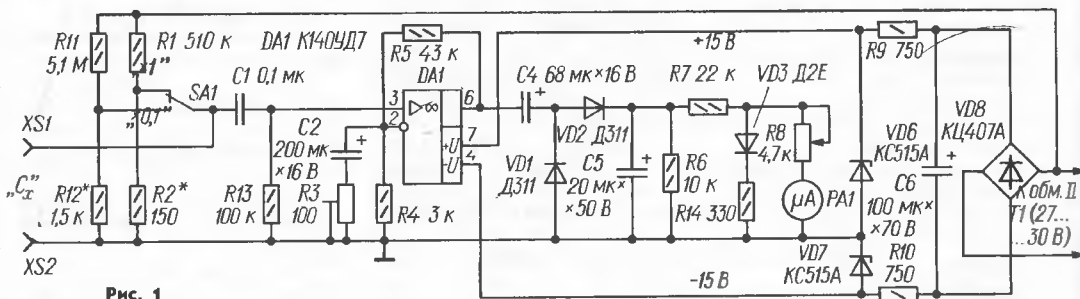 R11
5,1 М
R1 510 к
„×1”
„0,1”
SA1
C1 0,1 мк
DA1 К140УД7
R5 43 к
DA1
3
2
6
7
4
+U
-U
▷∞
C2
200 мк
×16 В
R3
100
R13
100 к
R4 3 к
XS1
„Cx”
XS2
R12*
1,5 к
R2*
150
C4 68 мк×16 В
VD1
Д311
VD2 Д311
C5
20 мк×
×50 В
R7 22 к
R6
10 к
R14 330
VD3 Д2Е
R8
4,7 к
μA
PA1
+15 В
-15 В
R9 750
VD6
КС515А
C6
100 мк×
×70 В
VD7
КС515А
R10
750
VD8
КЦ407А
К обм. II
T1 (27...
...30 В)
Рис. 1